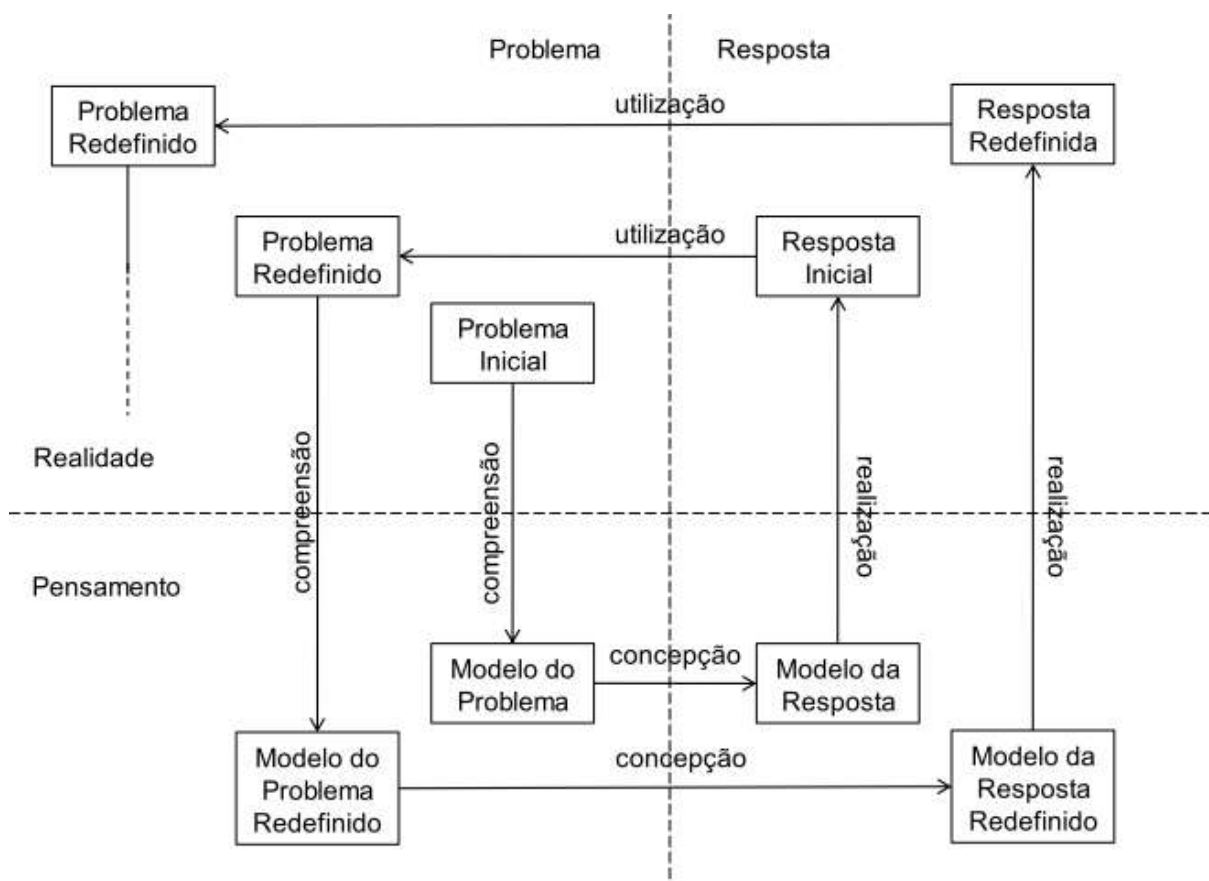 Problema
Resposta
Problema
Redefinido
utilização
Resposta
Redefinida
Problema
Redefinido
utilização
Resposta
Inicial
Problema
Inicial
Realidade
compreensão
compreensão
realização
realização
Pensamento
Modelo do
Problema
concepção
Modelo da
Resposta
Modelo do
Problema
Redefinido
concepção
Modelo da
Resposta
Redefinido